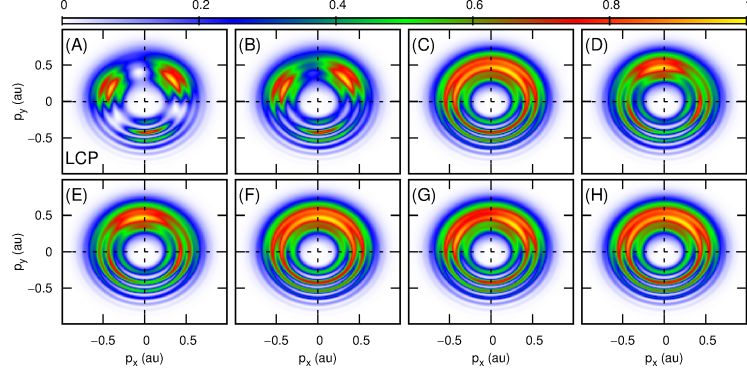 0 0.2 0.4 0.6 0.8
(A) (B) (C) (D)
0.5
0
−0.5
p_y (au)
LCP
(E) (F) (G) (H)
0.5
0
−0.5
p_y (au)
−0.5 0 0.5 −0.5 0 0.5 −0.5 0 0.5 −0.5 0 0.5
p_x (au) p_x (au) p_x (au) p_x (au)